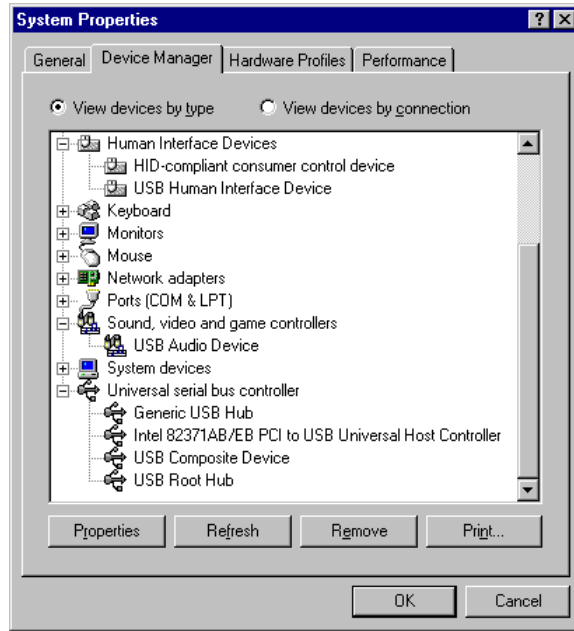 System Properties
General Device Manager Hardware Profiles Performance
View devices by type View devices by connection
Human Interface Devices
HID-compliant consumer control device
USB Human Interface Device
Keyboard
Monitors
Mouse
Network adapters
Ports (COM & LPT)
Sound, video and game controllers
USB Audio Device
System devices
Universal serial bus controller
Generic USB Hub
Intel 82371AB/EB PCI to USB Universal Host Controller
USB Composite Device
USB Root Hub
Properties Refresh Remove Print...
OK Cancel